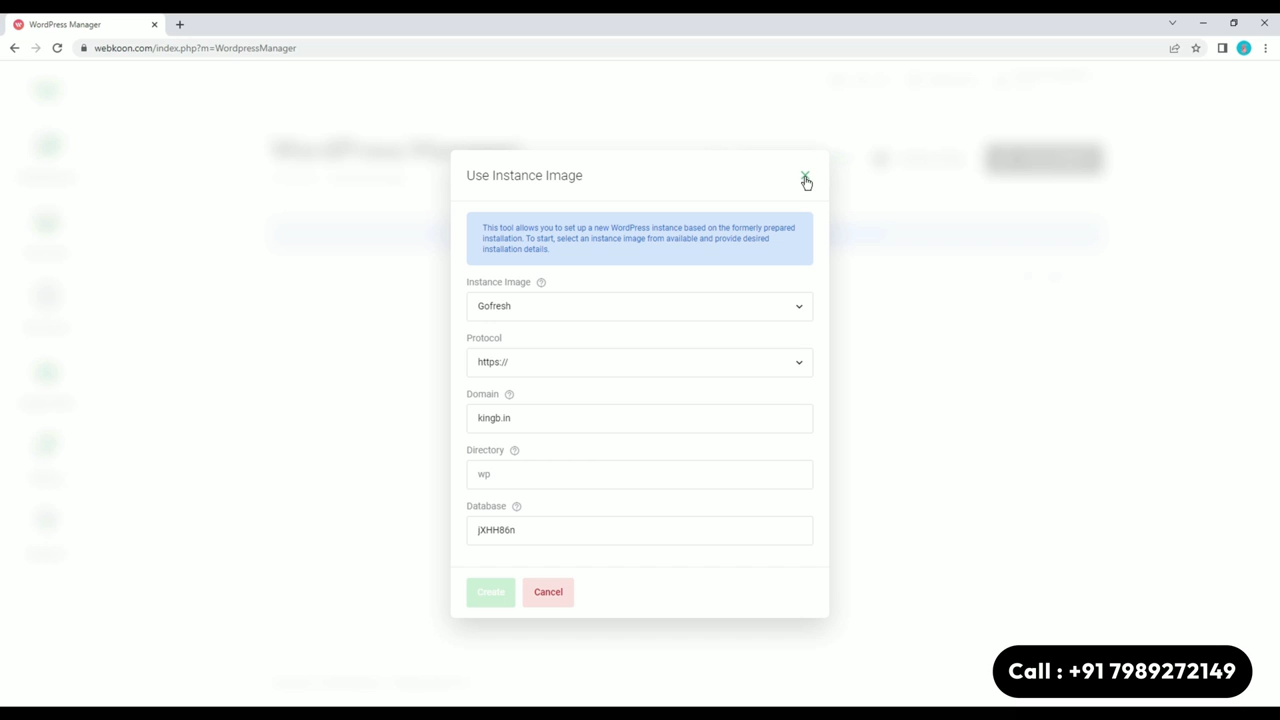 WordPress Manager
webkoon.com/index.php?m=WordpressManager
Use Instance Image
This tool allows you to set up a new WordPress instance based on the formerly prepared
installation. To start, select an instance image from available and provide desired
installation details.
Instance Image
Gofresh
Protocol
https://
Domain
kingb.in
Directory
wp
Database
jXHH86n
Create
Cancel
Call : +91 7989272149